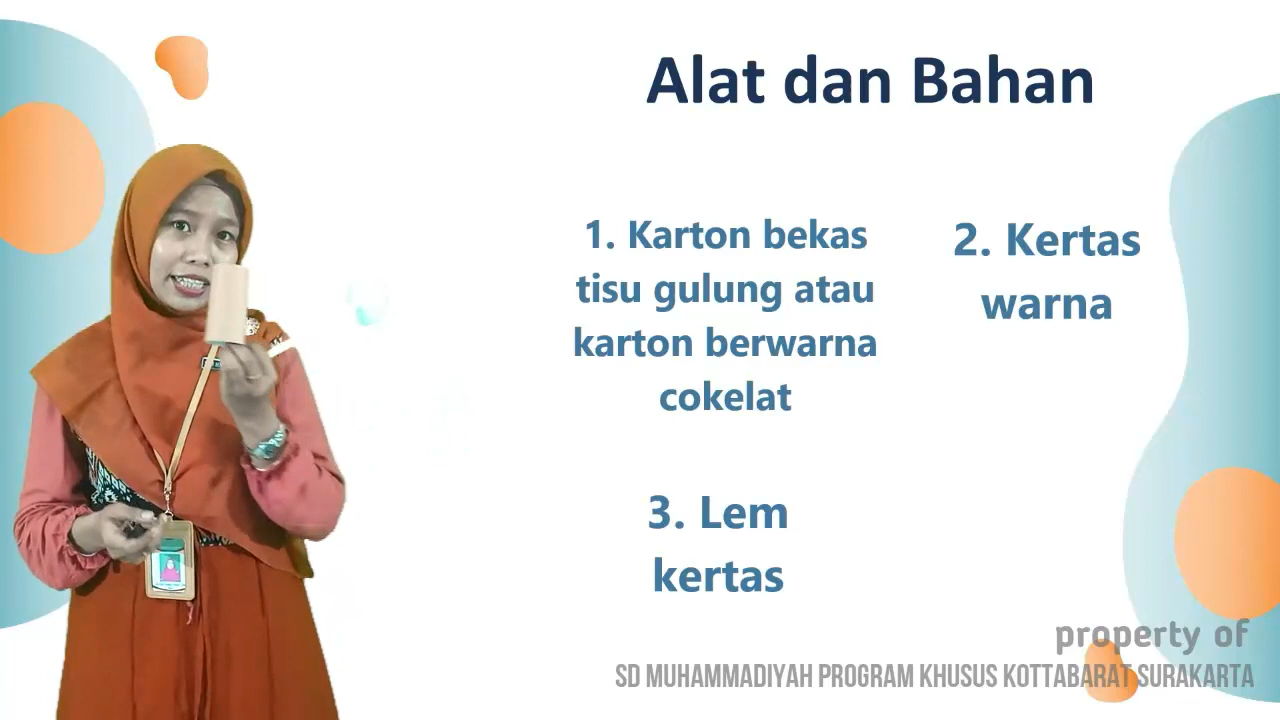 Alat dan Bahan
1. Karton bekas
tisu gulung atau
karton berwarna
cokelat
2. Kertas
warna
3. Lem
kertas
property of
SD MUHAMMADIYAH PROGRAM KHUSUS KOTTABARAT SURAKARTA